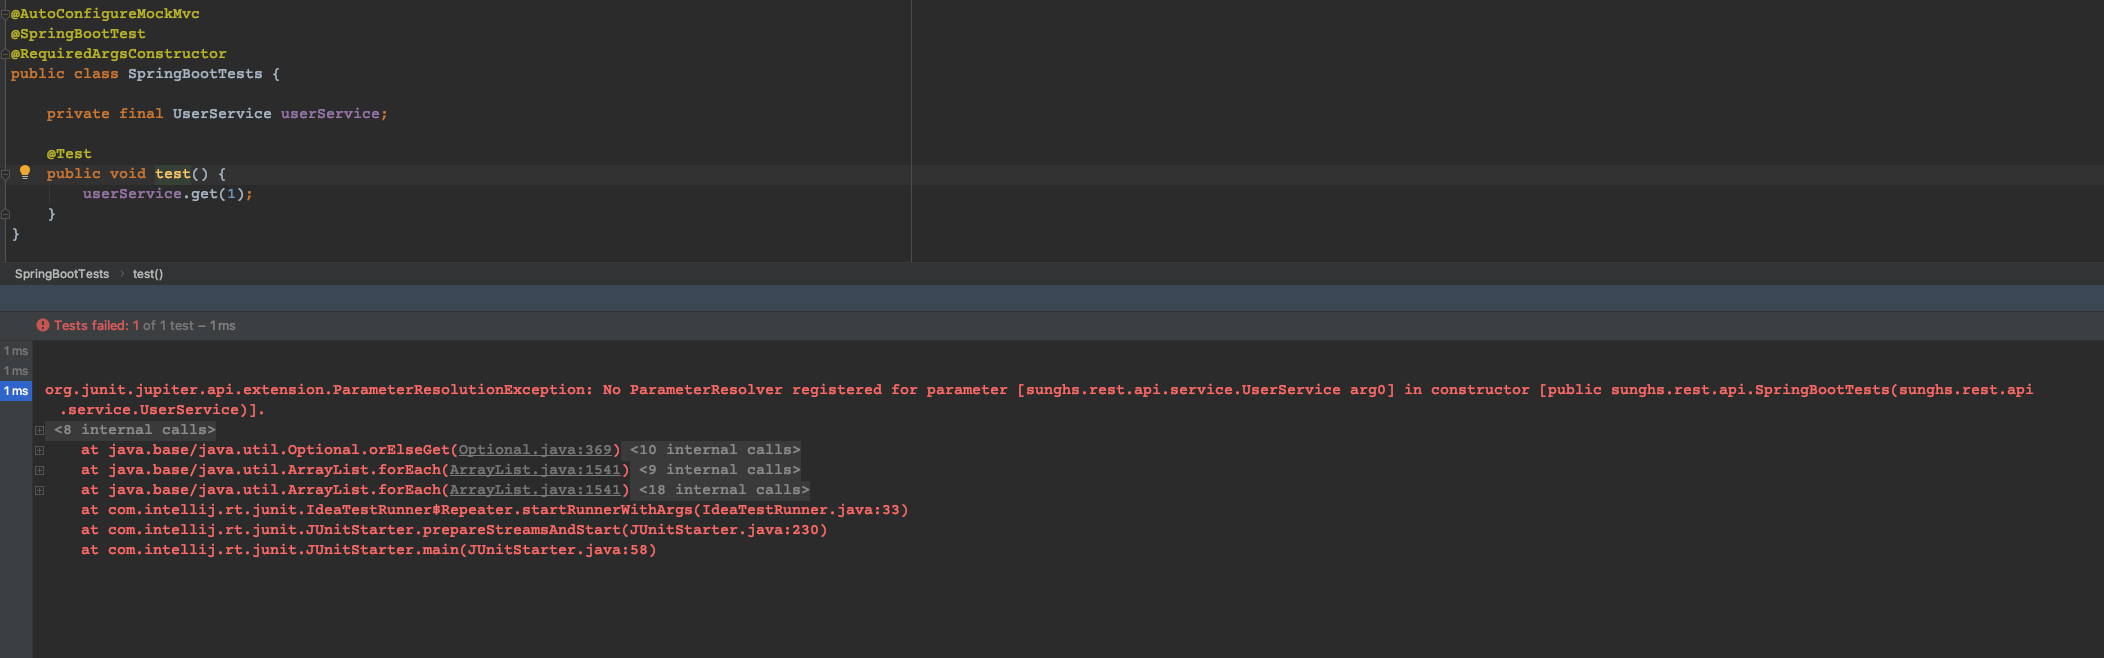 @AutoConfigureMockMvc
@SpringBootTest
@RequiredArgsConstructor
public class SpringBootTests {
private final UserService userService;
@Test
public void test() {
userService.get(1);
}
}
SpringBootTests › test()
Tests failed: 1 of 1 test – 1 ms
1 ms
1 ms
1 ms
org.junit.jupiter.api.extension.ParameterResolutionException: No ParameterResolver registered for parameter [sunghs.rest.api.service.UserService arg0] in constructor [public sunghs.rest.api.SpringBootTests(sunghs.rest.api
.service.UserService)].
<8 internal calls>
at java.base/java.util.Optional.orElseGet(Optional.java:369) <10 internal calls>
at java.base/java.util.ArrayList.forEach(ArrayList.java:1541) <9 internal calls>
at java.base/java.util.ArrayList.forEach(ArrayList.java:1541) <18 internal calls>
at com.intellij.rt.junit.IdeaTestRunner$Repeater.startRunnerWithArgs(IdeaTestRunner.java:33)
at com.intellij.rt.junit.JUnitStarter.prepareStreamsAndStart(JUnitStarter.java:230)
at com.intellij.rt.junit.JUnitStarter.main(JUnitStarter.java:58)